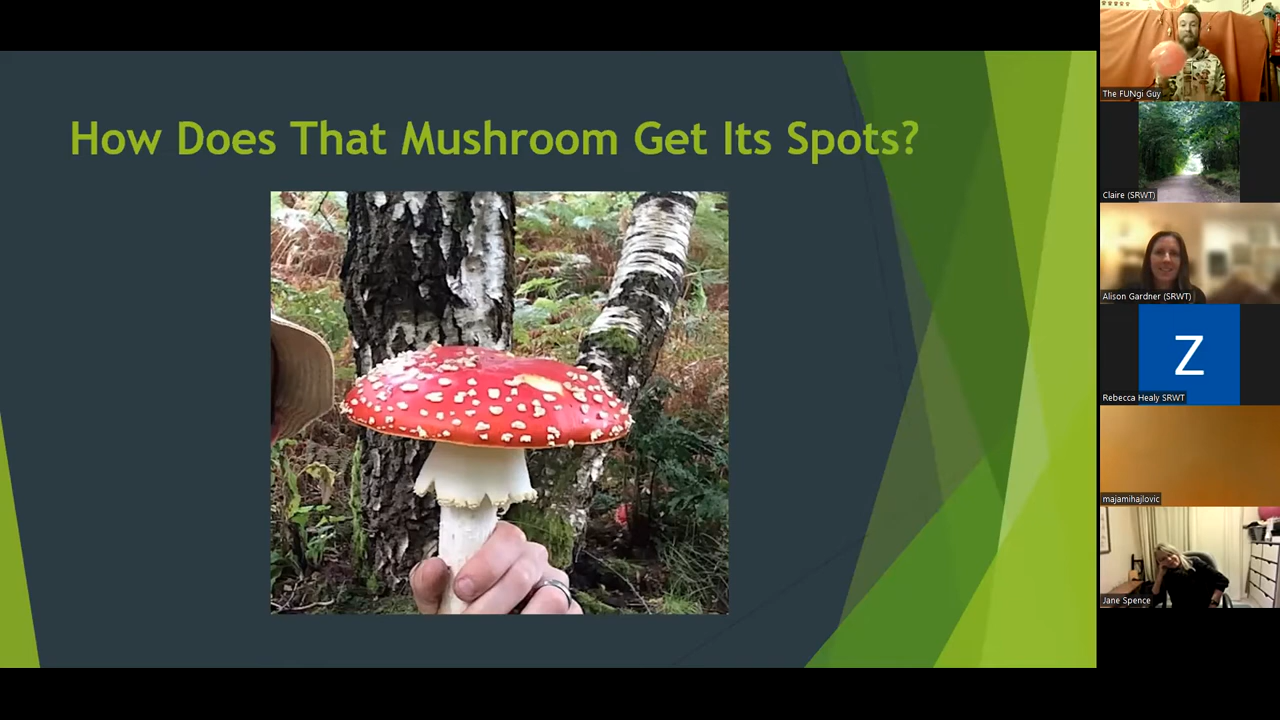 How Does That Mushroom Get Its Spots?
The FUNgi Guy
Claire (SRWT)
Alison Gardner (SRWT)
Z
Rebecca Healy SRWT
majamihajlovic
Jane Spence